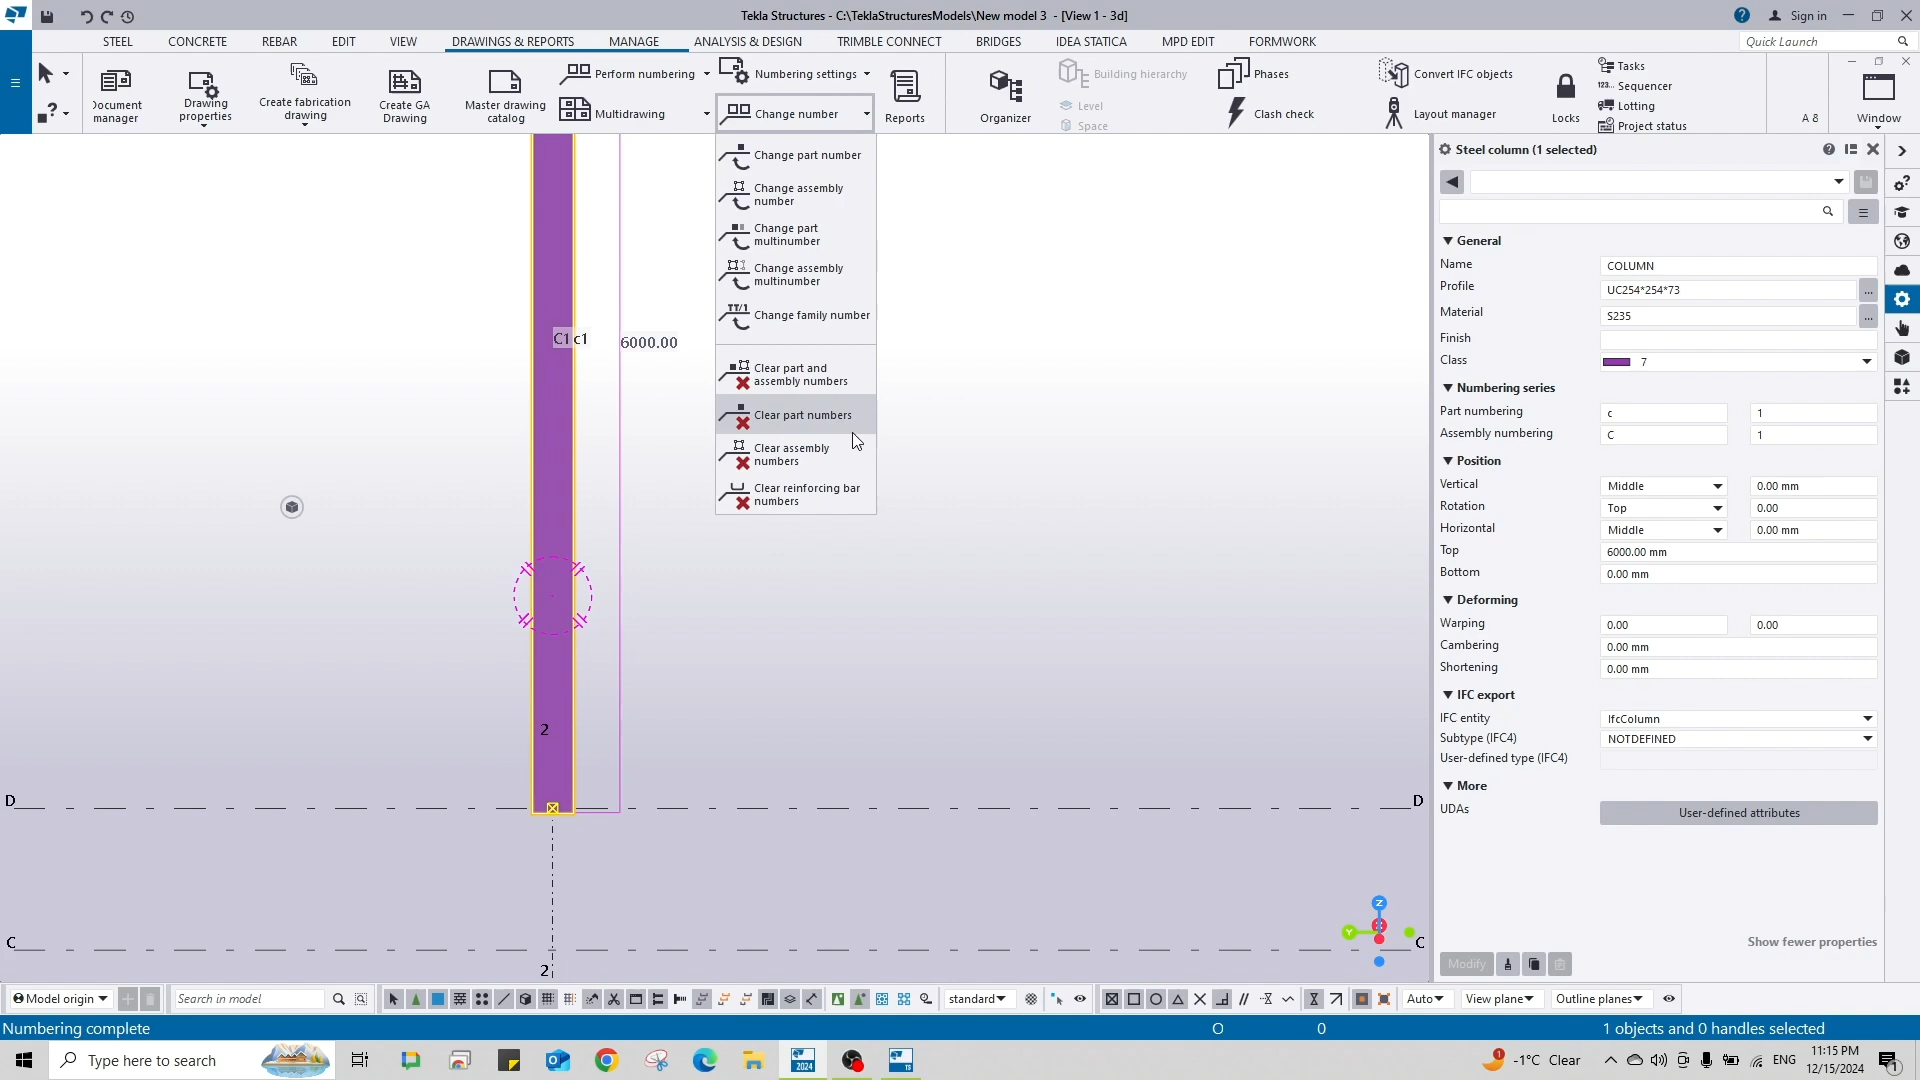 Tekla Structures - C:\TeklaStructuresModels\New model 3 - [View 1 - 3d]
Sign in
STEEL CONCRETE REBAR EDIT VIEW DRAWINGS & REPORTS MANAGE ANALYSIS & DESIGN TRIMBLE CONNECT BRIDGES IDEA STATICA MPD EDIT FORMWORK
Quick Launch
Document manager
Drawing properties
Create fabrication drawing
Create GA Drawing
Master drawing catalog
Perform numbering
Multidrawing
Numbering settings
Change number
Reports
Organizer
Building hierarchy
Level
Space
Phases
Clash check
Convert IFC objects
Layout manager
Locks
Tasks
Sequencer
Lotting
Project status
A 8
Window
Change part number
Change assembly
number
Change part
multinumber
Change assembly
multinumber
Change family number
Clear part and
assembly numbers
Clear part numbers
Clear assembly
numbers
Clear reinforcing bar
numbers
C1 c1
6000.00
2
D
D
C
C
2
Z
Y
Steel column (1 selected)
General
Name COLUMN
Profile UC254*254*73
...
Material S235
...
Finish
Class 7
Numbering series
Part numbering c 1
Assembly numbering C 1
Position
Vertical Middle 0.00 mm
Rotation Top 0.00
Horizontal Middle 0.00 mm
Top 6000.00 mm
Bottom 0.00 mm
Deforming
Warping 0.00 0.00
Cambering 0.00 mm
Shortening 0.00 mm
IFC export
IFC entity IfcColumn
Subtype (IFC4) NOTDEFINED
User-defined type (IFC4)
More
UDAs User-defined attributes
Show fewer properties
Modify
Model origin
Search in model
standard
Auto
View plane
Outline planes
Numbering complete
O 0
1 objects and 0 handles selected
Type here to search
2024
TS
1
-1°C Clear
ENG
11:15 PM
12/15/2024
1